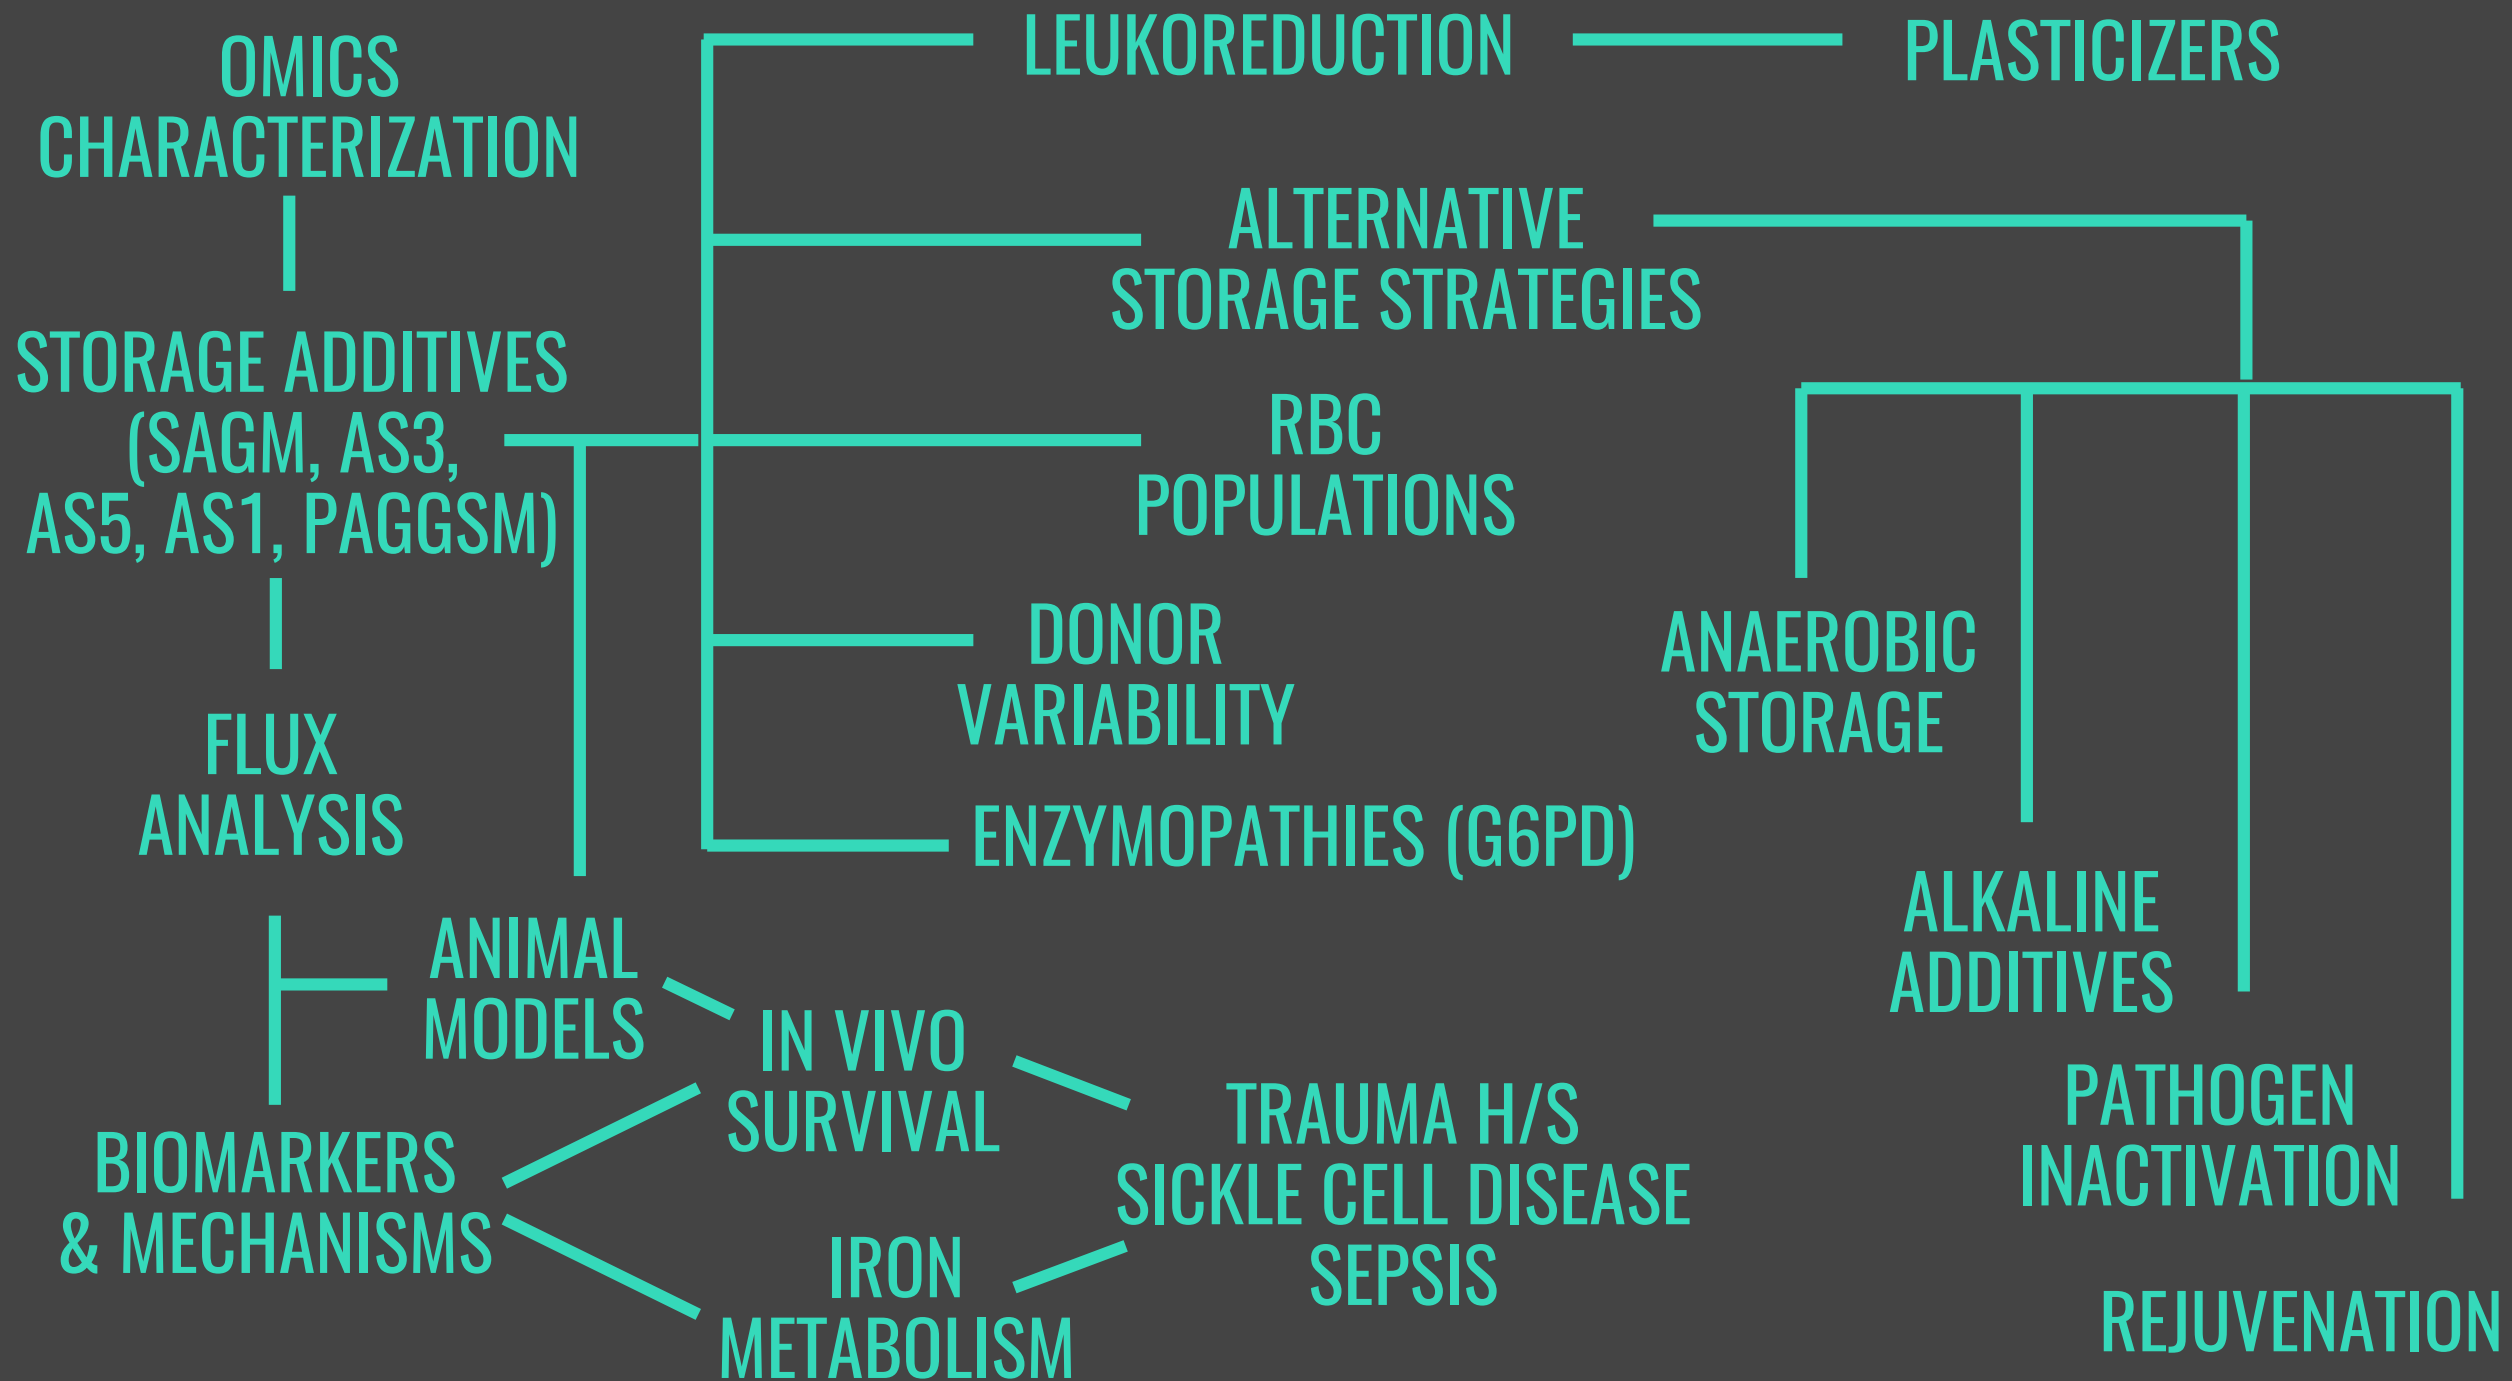 OMICS
CHARACTERIZATION
STORAGE ADDITIVES
(SAGM, AS3,
AS5, AS1, PAGGSM)
FLUX
ANALYSIS
ANIMAL
MODELS
BIOMARKERS
& MECHANISMS
IN VIVO
SURVIVAL
IRON
METABOLISM
TRAUMA H/S
SICKLE CELL DISEASE
SEPSIS
LEUKOREDUCTION
PLASTICIZERS
ALTERNATIVE
STORAGE STRATEGIES
RBC
POPULATIONS
DONOR
VARIABILITY
ENZYMOPATHIES (G6PD)
ANAEROBIC
STORAGE
ALKALINE
ADDITIVES
PATHOGEN
INACTIVATION
REJUVENATION